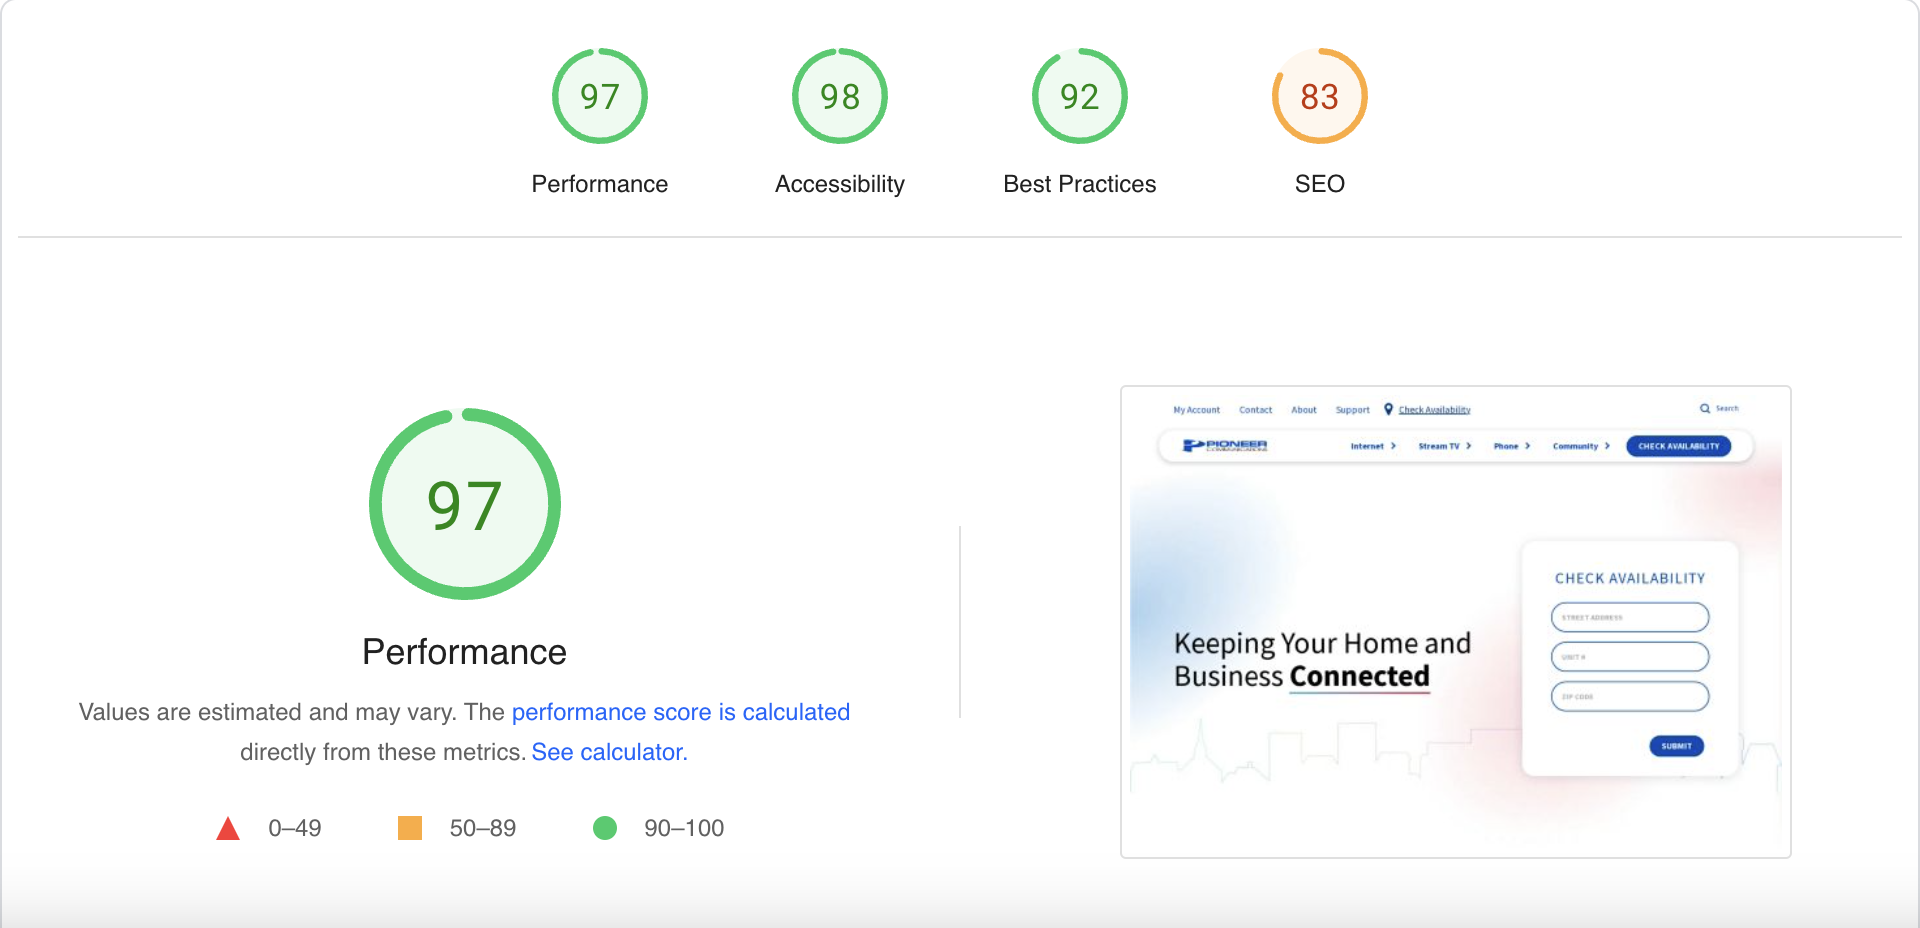 97
98
92
83
Performance
Accessibility
Best Practices
SEO
97
Performance
Values are estimated and may vary. The performance score is calculated
directly from these metrics. See calculator.
0–49
50–89
90–100
My Account
Contact
About
Support
Check Availability
Search
PIONEER
COMMUNICATIONS
Internet
Stream TV
Phone
Community
CHECK AVAILABILITY
Keeping Your Home and
Business Connected
CHECK AVAILABILITY
STREET ADDRESS
UNIT #
ZIP CODE
SUBMIT